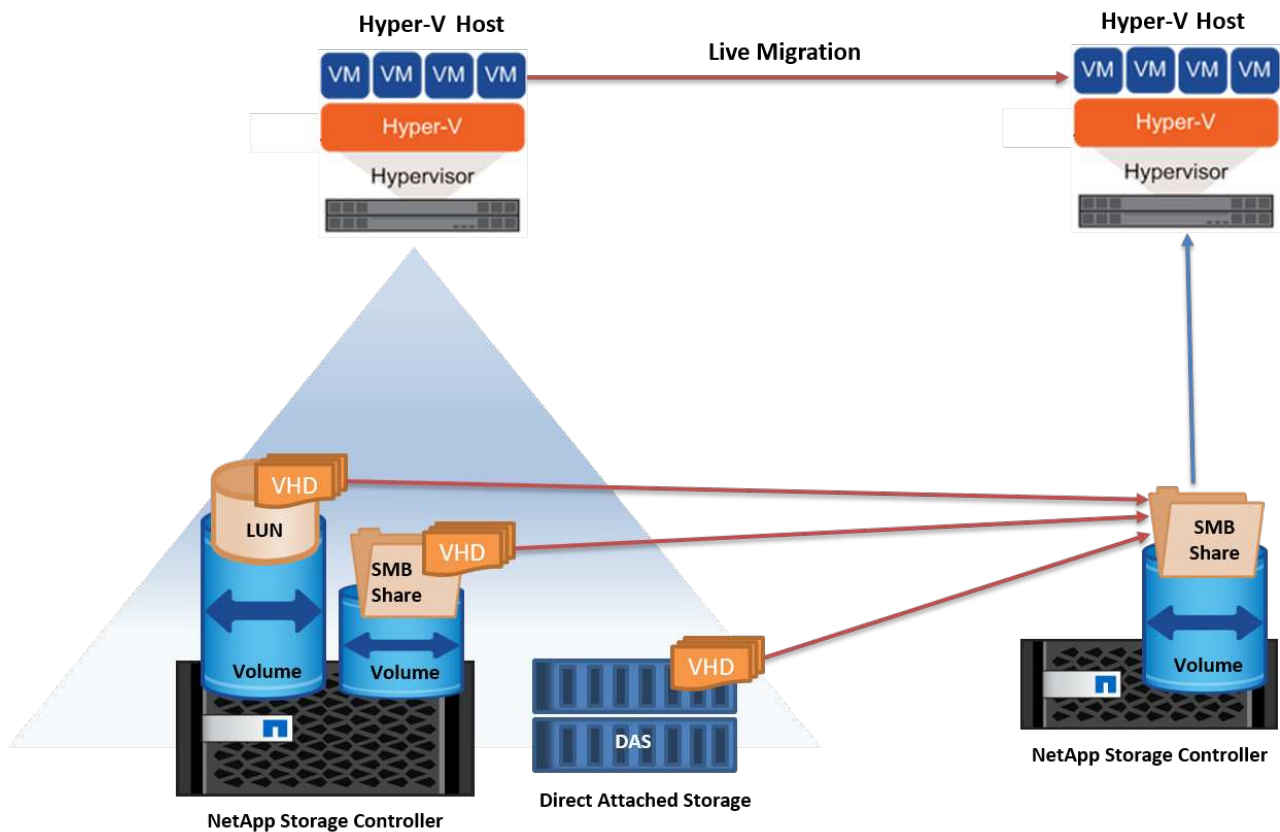 Hyper-V Host
Hyper-V Host
Live Migration
VM VM VM VM
VM VM VM VM
Hyper-V
Hyper-V
Hypervisor
Hypervisor
VHD
LUN
VHD
SMB
Share
SMB
Share
VHD
Volume
Volume
Volume
DAS
NetApp Storage Controller
Direct Attached Storage
NetApp Storage Controller